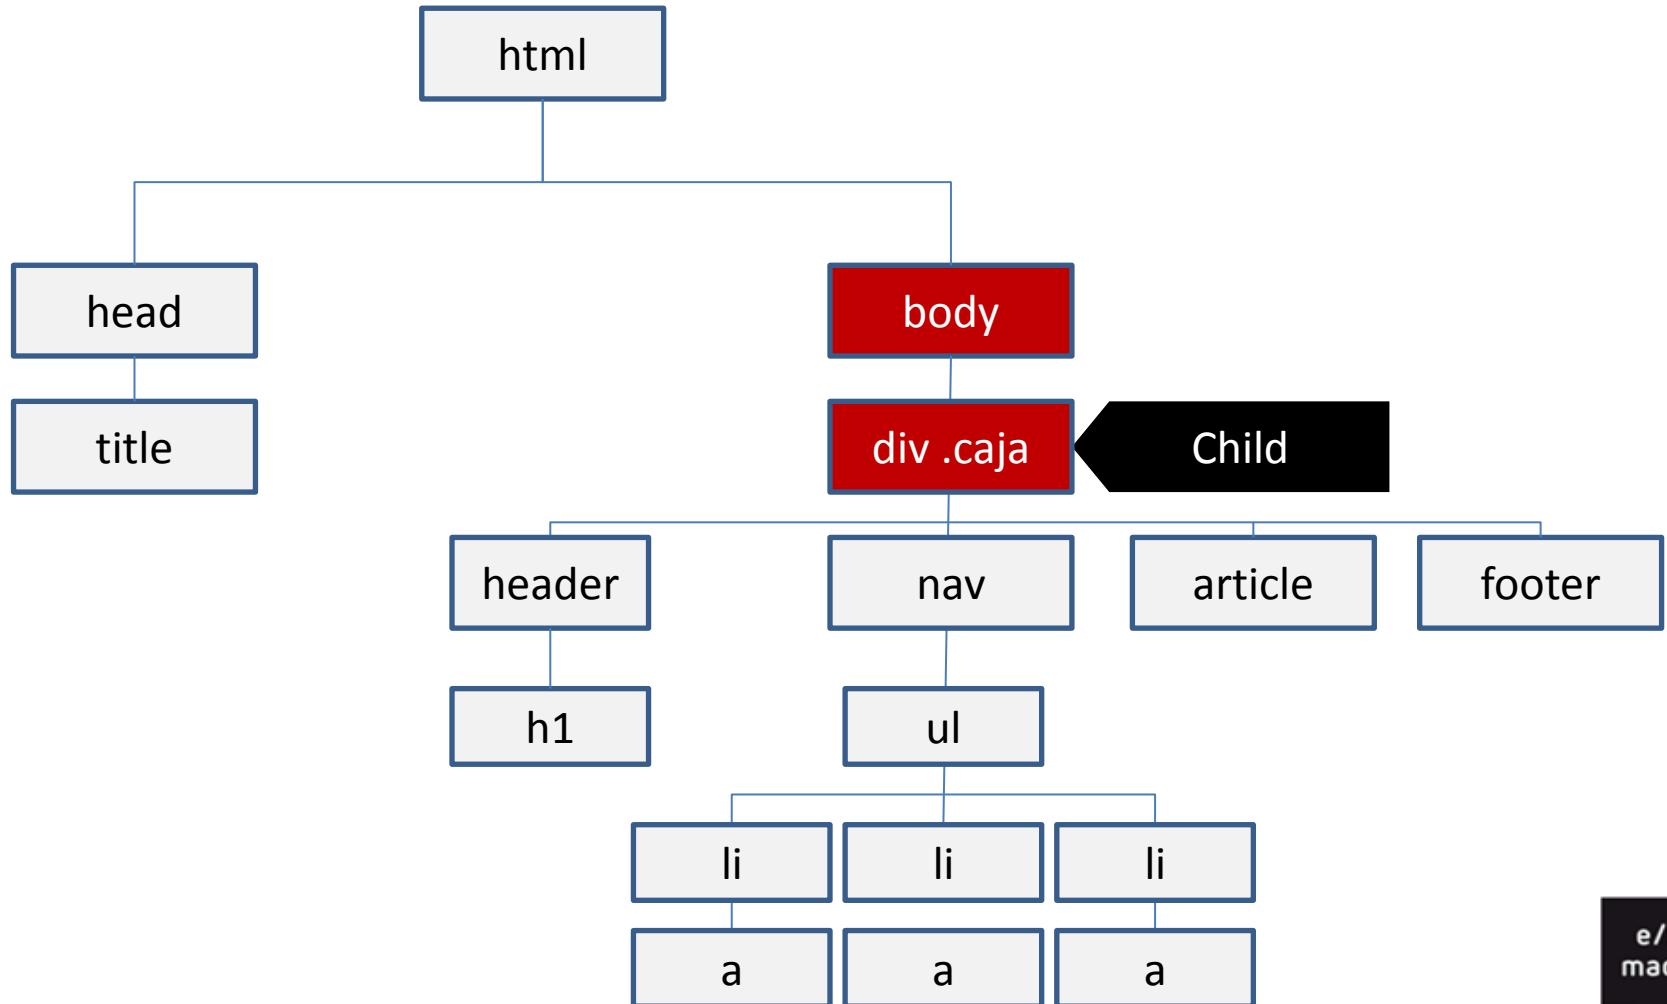 html
head
body
title
div .caja
Child
header
nav
article
footer
h1
ul
li
li
li
a
a
a
e/